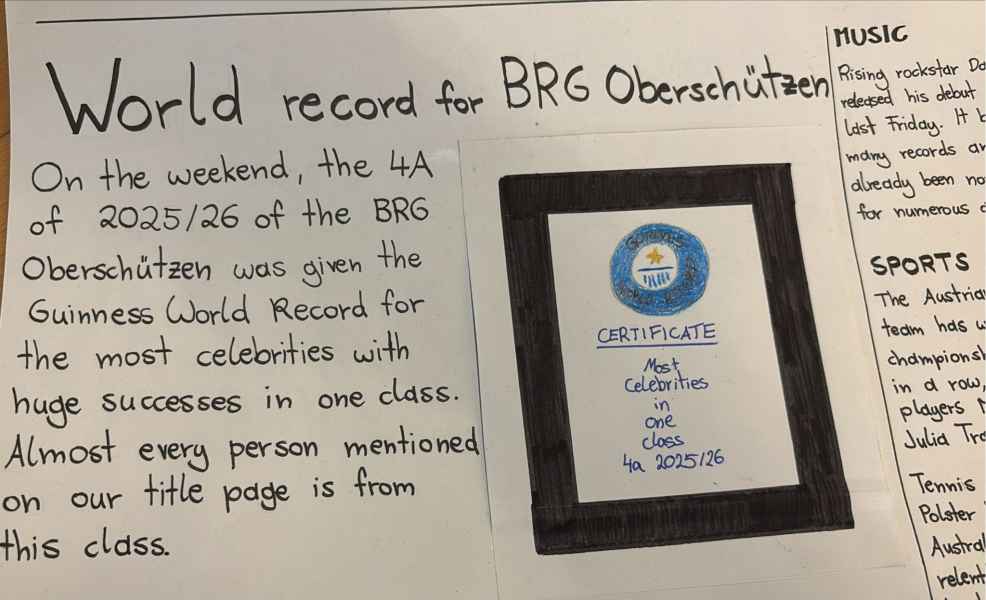 World record for BRG Oberschützen
On the weekend, the 4A
of 2025/26 of the BRG
Oberschützen was given the
Guinness World Record for
the most celebrities with
huge successes in one class.
Almost every person mentioned
on our title page is from
this class.
GUINNESS
WORLD RECORDS
CERTIFICATE
Most
Celebrities
in
one
class
4a 2025/26
MUSIC
Rising rockstar
released his debut
last Friday. It
many records
already been
for numerous
SPORTS
The
team has
championsh
in a row,
players
Julia
Tennis
Polster
Austral
relent